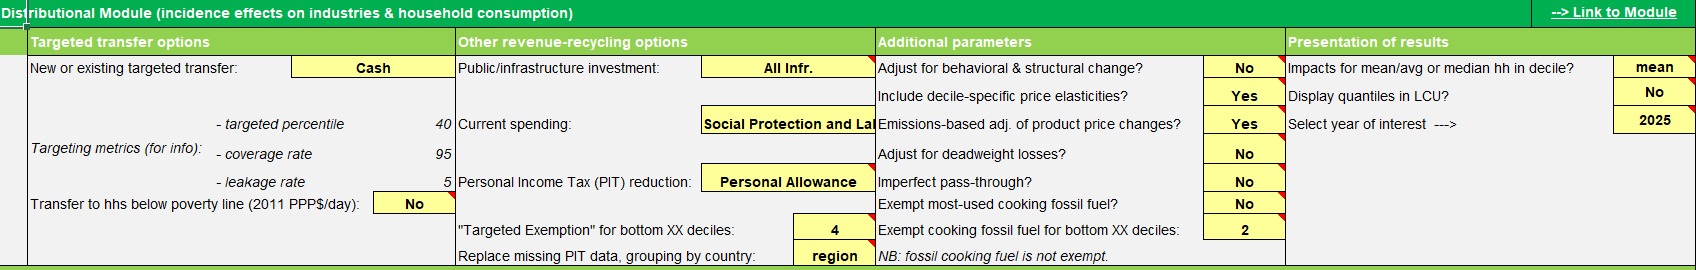 Distributional Module (incidence effects on industries & household consumption)
--> Link to Module
Targeted transfer options
Other revenue-recycling options
Additional parameters
Presentation of results
New or existing targeted transfer: Cash
Public/infrastructure investment: All Infr.
Adjust for behavioral & structural change? No
Impacts for mean/avg or median hh in decile? mean
Include decile-specific price elasticities? Yes
Display quantiles in LCU? No
- targeted percentile 40
Current spending: Social Protection and Lal
Emissions-based adj. of product price changes? Yes
Select year of interest ---> 2025
Targeting metrics (for info):
- coverage rate 95
Adjust for deadweight losses? No
- leakage rate 5
Personal Income Tax (PIT) reduction: Personal Allowance
Imperfect pass-through? No
Transfer to hhs below poverty line (2011 PPP$/day): No
Exempt most-used cooking fossil fuel? No
"Targeted Exemption" for bottom XX deciles: 4
Exempt cooking fossil fuel for bottom XX deciles: 2
Replace missing PIT data, grouping by country: region
NB: fossil cooking fuel is not exempt.